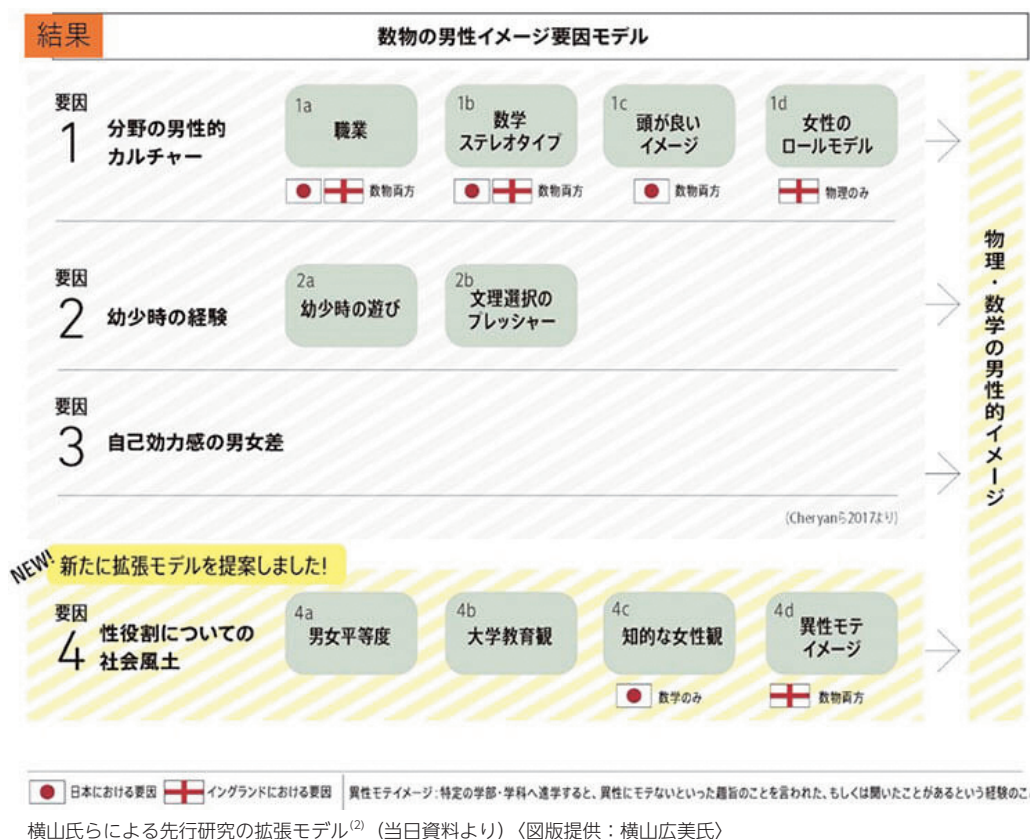 結果
数物の男性イメージ要因モデル
要因
1
分野の男性的
カルチャー
1a
職業
数物両方
1b
数学
ステレオタイプ
数物両方
1c
頭が良い
イメージ
数物両方
1d
女性の
ロールモデル
物理のみ
要因
2
幼少時の経験
2a
幼少時の遊び
2b
文理選択の
プレッシャー
要因
3
自己効力感の男女差
(Cheryanら2017より)
物理・数学の男性的イメージ
NEW!
新たに拡張モデルを提案しました!
要因
4
性役割についての
社会風土
4a
男女平等度
4b
大学教育観
4c
知的な女性観
数学のみ
4d
異性モテ
イメージ
数物両方
日本における要因 イングランドにおける要因 異性モテイメージ:特定の学部・学科へ進学すると、異性にモテないといった趣旨のことを言われた、もしくは聞いたことがあるという経験のこ
横山氏らによる先行研究の拡張モデル(2)(当日資料より)〈図版提供:横山広美氏〉